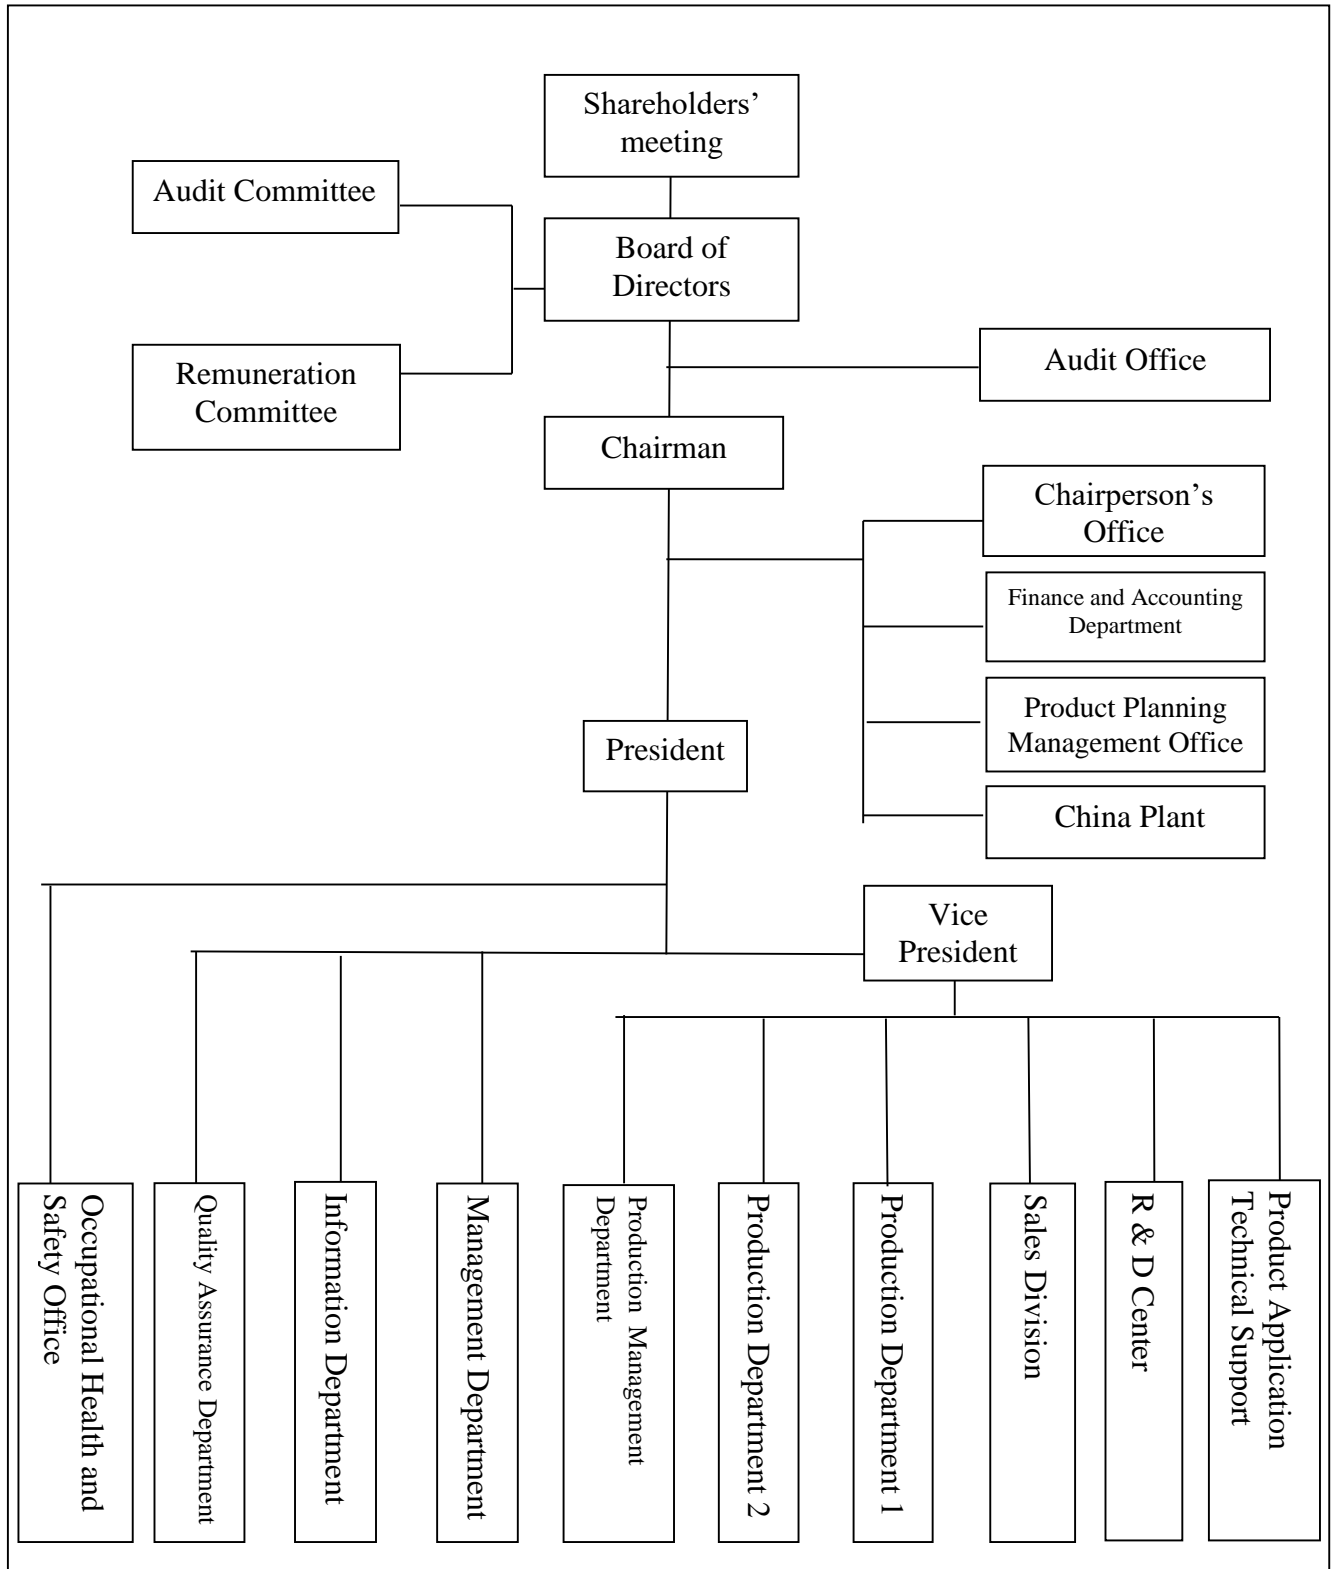 Shareholders’
meeting
Audit Committee
Board of
Directors
Audit Office
Remuneration
Committee
Chairman
Chairperson’s
Office
Finance and Accounting
Department
Product Planning
Management Office
President
China Plant
Vice
President
Occupational Health and
Safety Office
Quality Assurance Department
Information Department
Management Department
Production Management
Department
Production Department 2
Production Department 1
Sales Division
R & D Center
Product Application
Technical Support